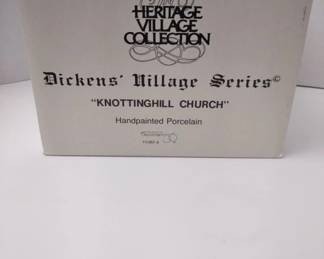 HERITAGE
VILLAGE
COLLECTION
Dickens' Village Series©
"KNOTTINGHILL CHURCH"
Handpainted Porcelain